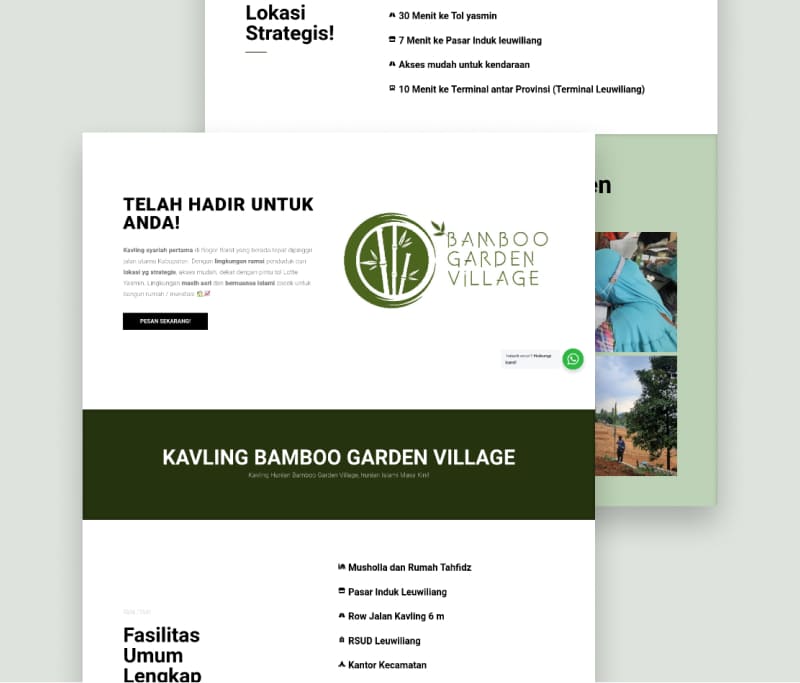 Lokasi
Strategis!
30 Menit ke Tol yasmin
7 Menit ke Pasar Induk leuwiliang
Akses mudah untuk kendaraan
10 Menit ke Terminal antar Provinsi (Terminal Leuwiliang)
en
TELAH HADIR UNTUK
ANDA!
Kavling syariah pertama di Bogor Barat yang berada tepat dipinggir
jalan utama Kabupaten. Dengan lingkungan ramai penduduk dan
lokasi yg strategis, akses mudah, dekat dengan pintu tol Lotte
Yasmin. Lingkungan masih asri dan bernuansa Islami cocok untuk
bangun rumah / investasi
PESAN SEKARANG!
BAMBOO
GARDEN
ViLLAGE
Hubungi
kami!
KAVLING BAMBOO GARDEN VILLAGE
Kavling Hunian Bamboo Garden Village, hunian Islami Masa Kini!
Fasilitas
Umum
Lengkap
Musholla dan Rumah Tahfidz
Pasar Induk Leuwiliang
Row Jalan Kavling 6 m
RSUD Leuwiliang
Kantor Kecamatan